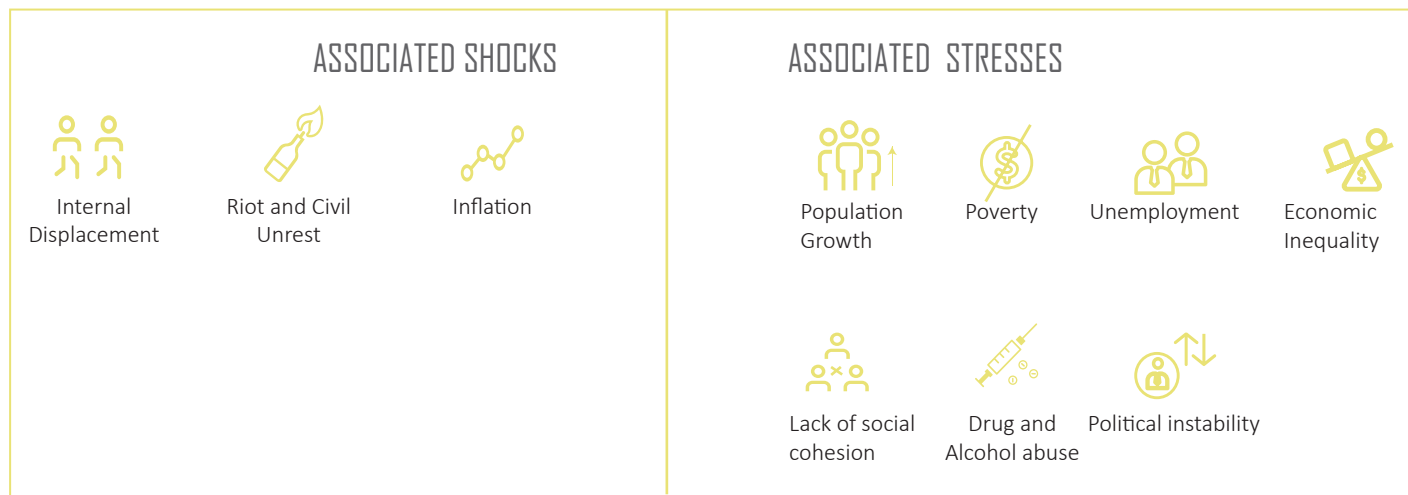 ASSOCIATED SHOCKS
Internal
Displacement
Riot and Civil
Unrest
Inflation
ASSOCIATED STRESSES
Population
Growth
Poverty
Unemployment
Economic
Inequality
Lack of social
cohesion
Drug and
Alcohol abuse
Political instability